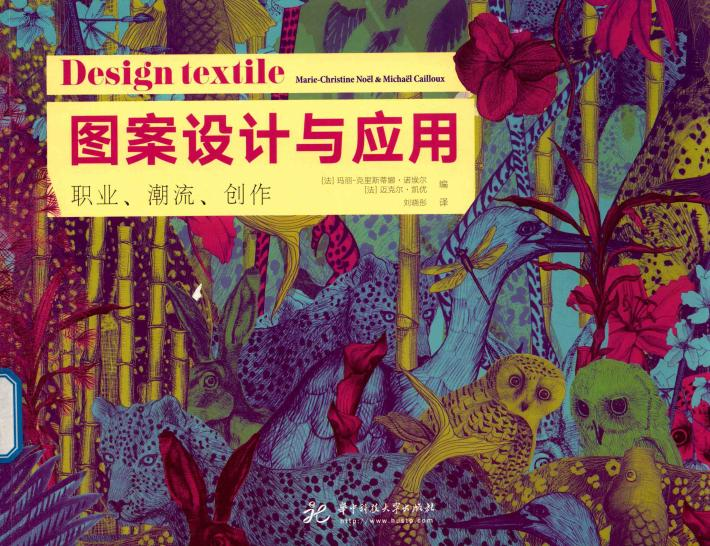 Design textile
Marie-Christine Noël & Michaël Cailloux
图案设计与应用
职业、潮流、创作
[法] 玛丽-克里斯蒂娜·诺埃尔 编
[法] 迈克尔·凯优
刘晓彤 译
华中科技大学出版社
http://www.hustp.com